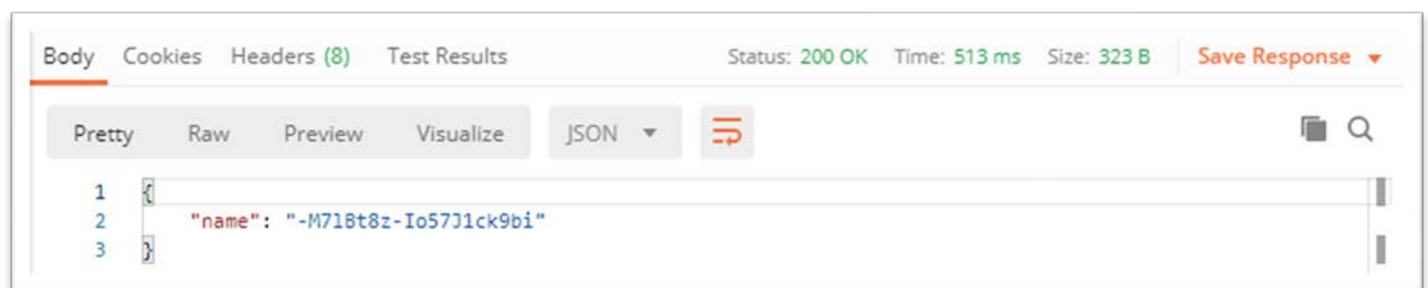 Body Cookies Headers (8) Test Results Status: 200 OK Time: 513 ms Size: 323 B Save Response
Pretty Raw Preview Visualize JSON
1 {
2 "name": "-M7lBt8z-Io57J1ck9bi"
3 }